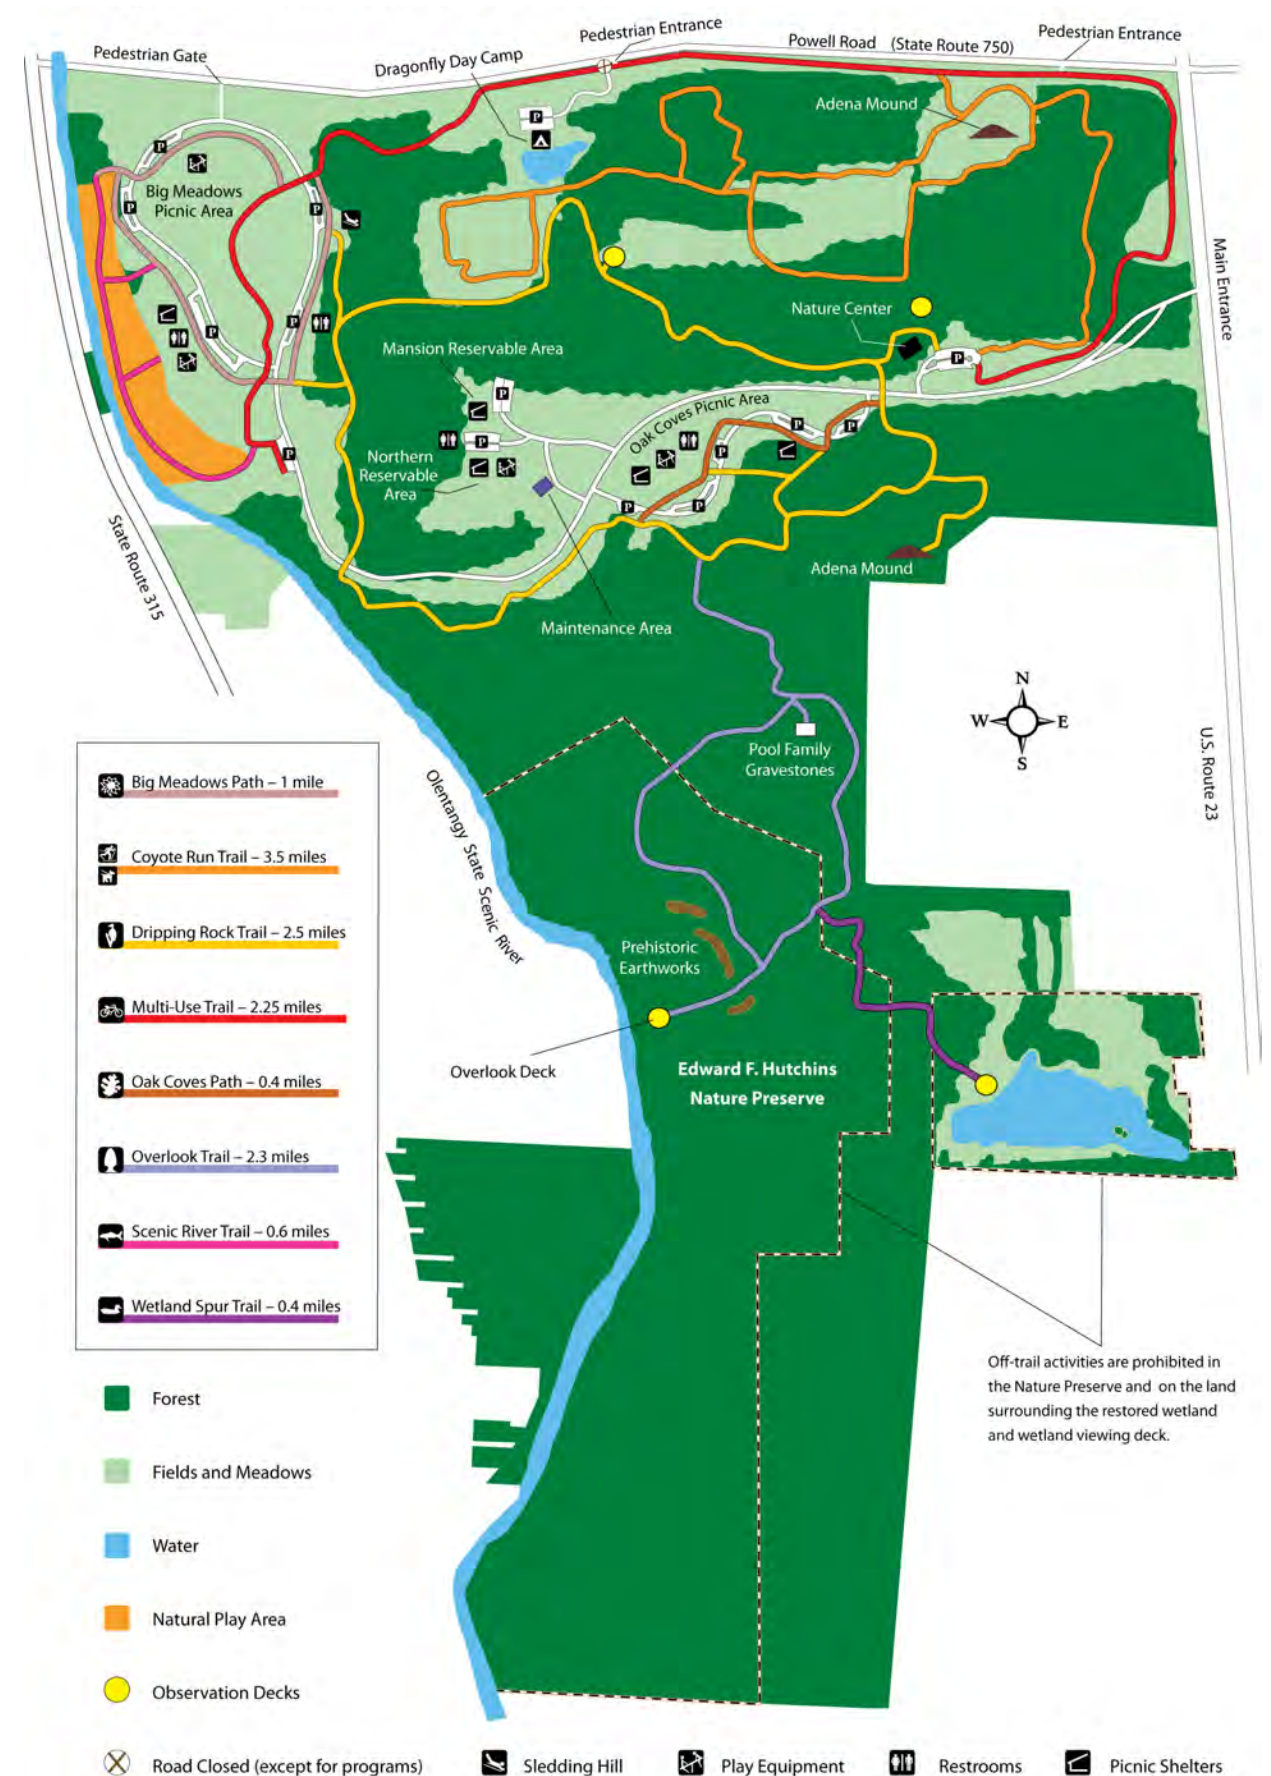 Pedestrian Gate
Dragonfly Day Camp
Pedestrian Entrance
Powell Road (State Route 750)
Pedestrian Entrance
Adena Mound
P
P
Big Meadows
Picnic Area
P
P
Main Entrance
Nature Center
P
P
Mansion Reservable Area
P
P
Oak Coves Picnic Area
P
P
P
P
P
Northern
Reservable
Area
P
P
State Route 315
Adena Mound
Maintenance Area
N
W E
S
U.S. Route 23
Pool Family
Gravestones
Olentangy State Scenic River
Prehistoric
Earthworks
Overlook Deck
Edward F. Hutchins
Nature Preserve
Big Meadows Path – 1 mile
Coyote Run Trail – 3.5 miles
Dripping Rock Trail – 2.5 miles
Multi-Use Trail – 2.25 miles
Oak Coves Path – 0.4 miles
Overlook Trail – 2.3 miles
Scenic River Trail – 0.6 miles
Wetland Spur Trail – 0.4 miles
Off-trail activities are prohibited in
the Nature Preserve and on the land
surrounding the restored wetland
and wetland viewing deck.
Forest
Fields and Meadows
Water
Natural Play Area
Observation Decks
Road Closed (except for programs)
Sledding Hill
Play Equipment
Restrooms
Picnic Shelters